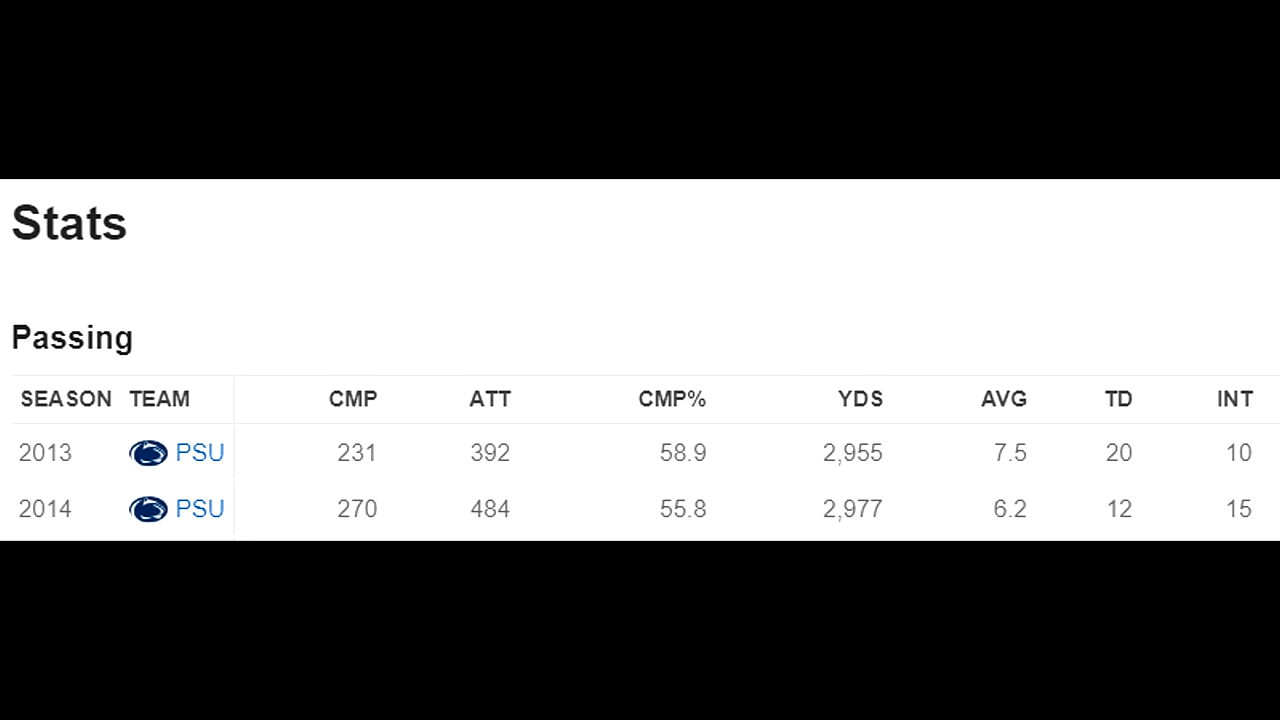 Stats
Passing
SEASON TEAM CMP ATT CMP% YDS AVG TD INT
2013 PSU 231 392 58.9 2,955 7.5 20 10
2014 PSU 270 484 55.8 2,977 6.2 12 15